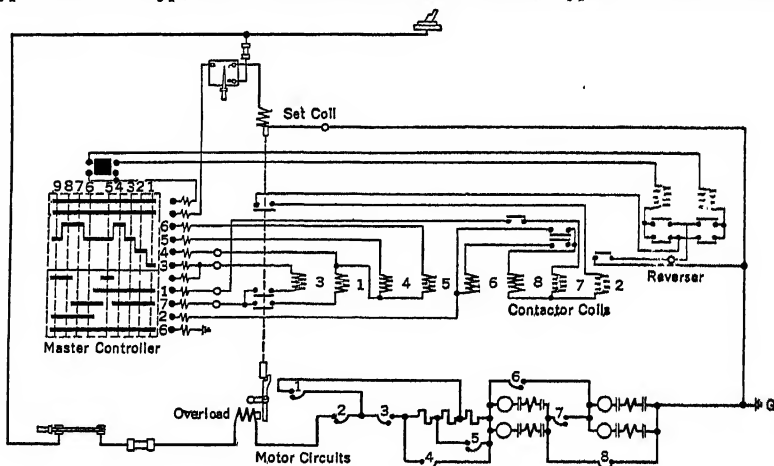 Set Coil
9 8 7 6 5 4 3 2 1
6
5
4
3
1
7
2
6
3 1 4 5 6 8 7 2
Reverser
Contactor Coils
Master Controller
1
6
Overload
2 3
7
G
5
Motor Circuits
4
8